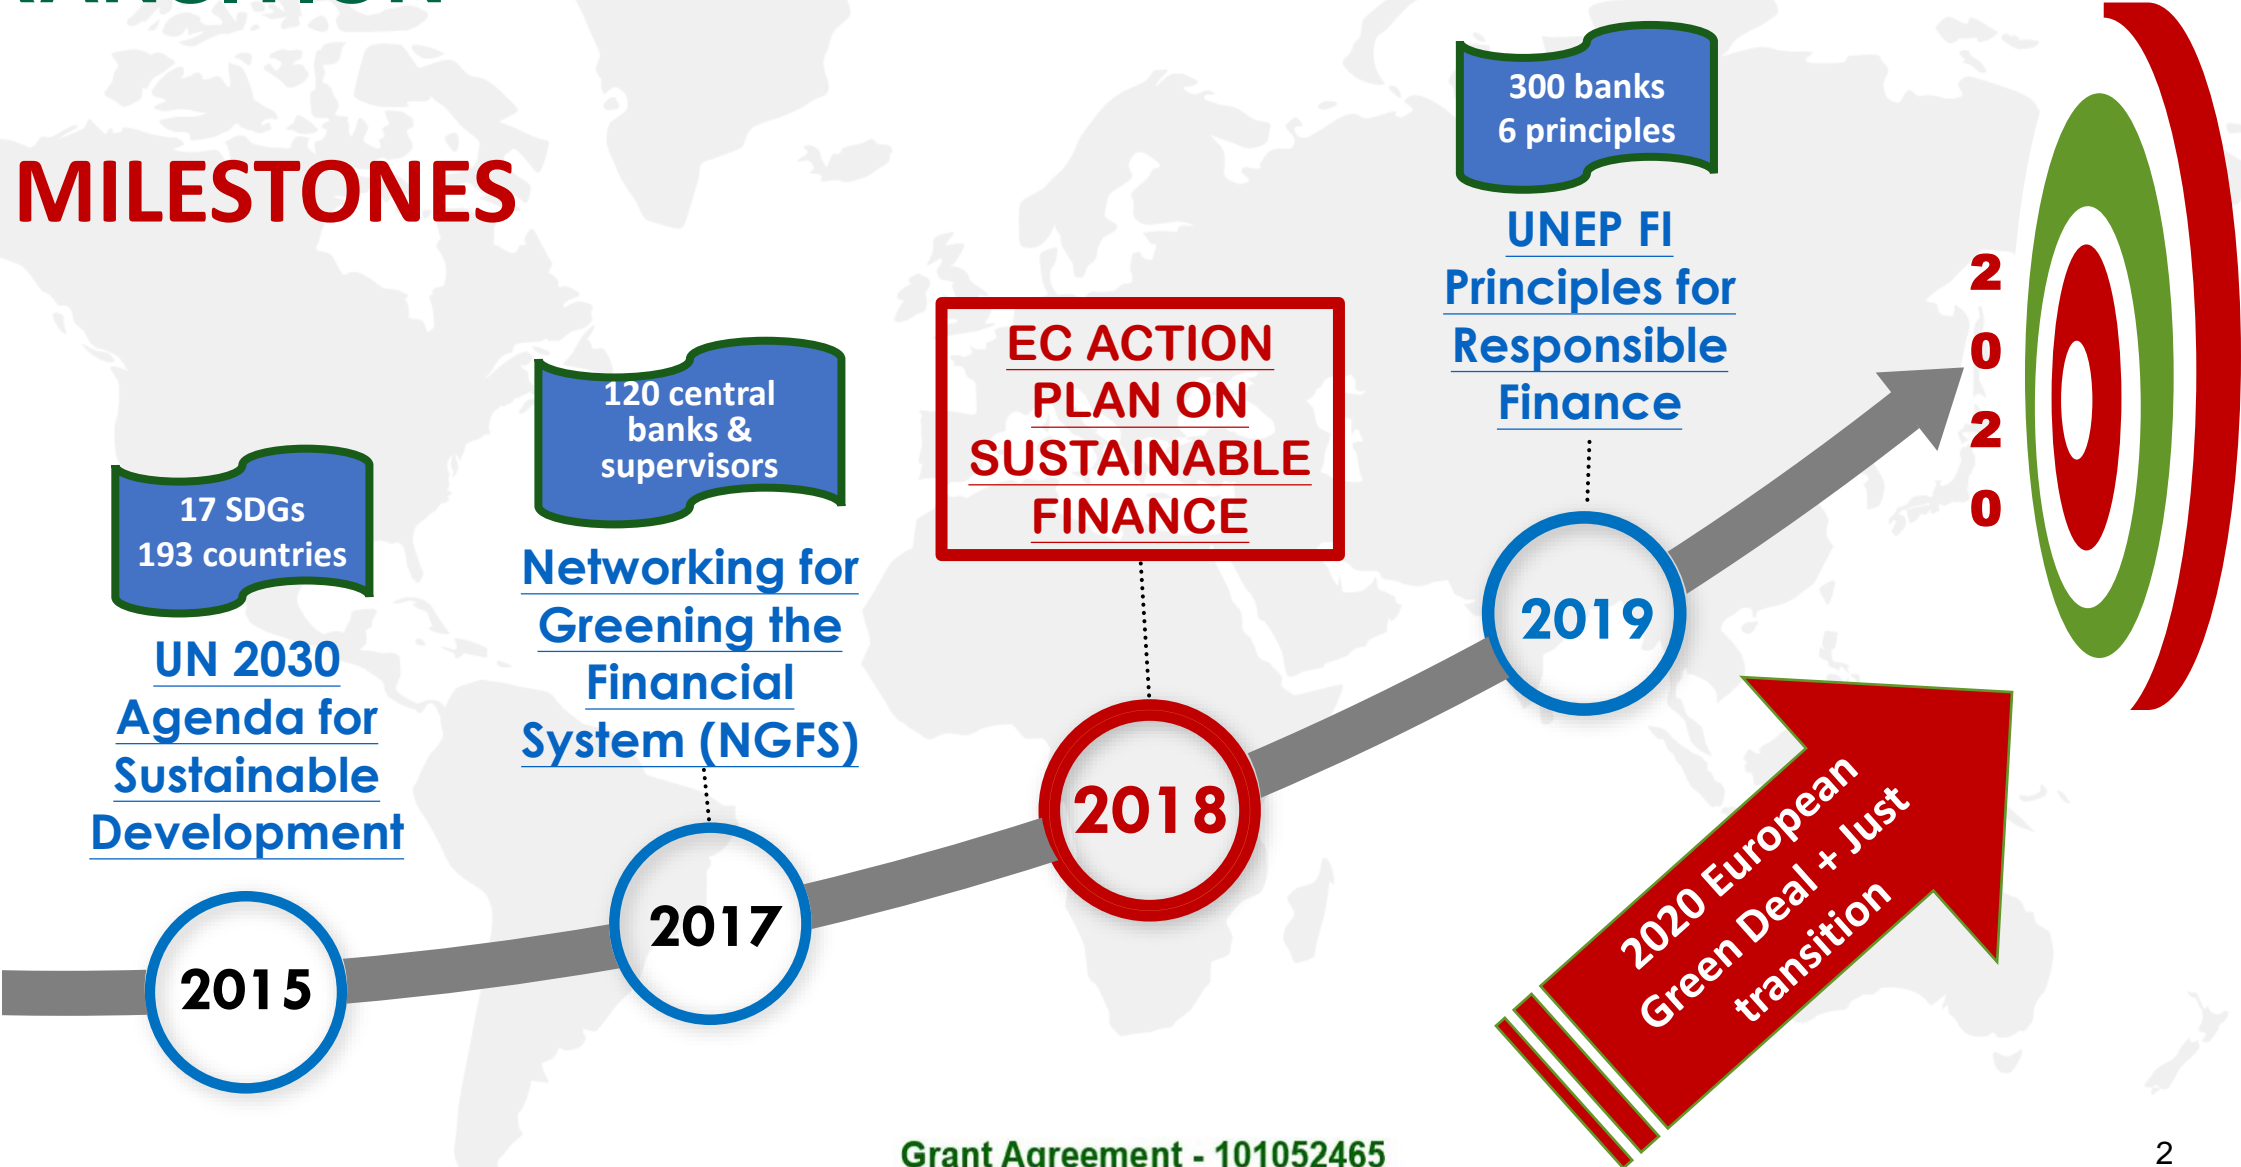 MILESTONES
17 SDGs
193 countries
UN 2030
Agenda for
Sustainable
Development
2015
120 central
banks &
supervisors
Networking for
Greening the
Financial
System (NGFS)
2017
EC ACTION
PLAN ON
SUSTAINABLE
FINANCE
2018
300 banks
6 principles
UNEP FI
Principles for
Responsible
Finance
2019
2
0
2
0
2020 European
Green Deal + Just
transition
Grant Agreement - 101052465
2